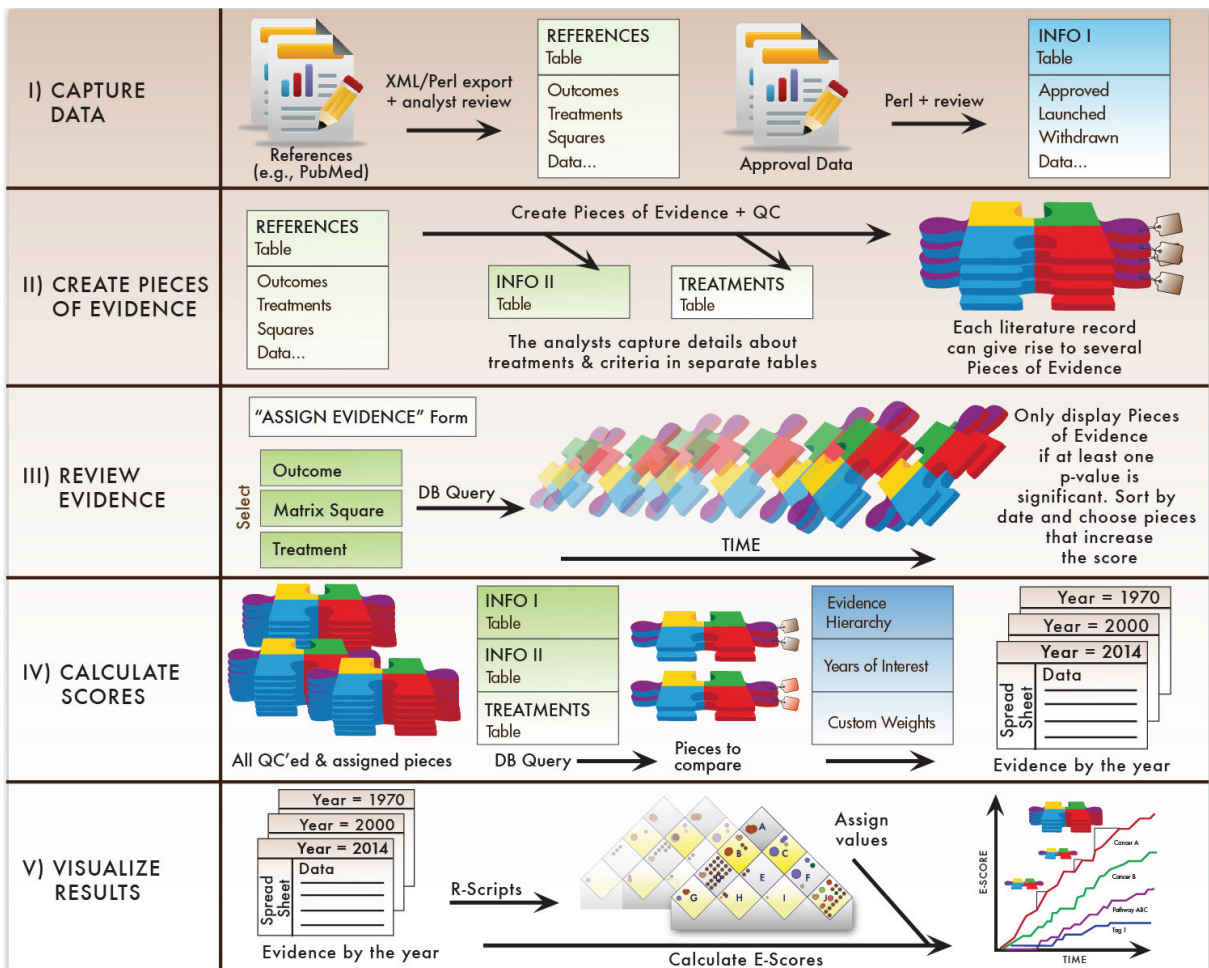 I) CAPTURE
DATA
References
(e.g., PubMed)
XML/Perl export
+ analyst review
REFERENCES
Table
Outcomes
Treatments
Squares
Data...
Approval Data
Perl + review
INFO I
Table
Approved
Launched
Withdrawn
Data...
II) CREATE PIECES
OF EVIDENCE
REFERENCES
Table
Outcomes
Treatments
Squares
Data...
Create Pieces of Evidence + QC
INFO II
Table
TREATMENTS
Table
The analysts capture details about
treatments & criteria in separate tables
Each literature record
can give rise to several
Pieces of Evidence
III) REVIEW
EVIDENCE
"ASSIGN EVIDENCE" Form
Select
Outcome
Matrix Square
Treatment
DB Query
TIME
Only display Pieces
of Evidence
if at least one
p-value is
significant. Sort by
date and choose pieces
that increase
the score
IV) CALCULATE
SCORES
All QC'ed & assigned pieces
INFO I
Table
INFO II
Table
TREATMENTS
Table
DB Query
Pieces to
compare
Evidence
Hierarchy
Years of Interest
Custom Weights
Year = 1970
Year = 2000
Year = 2014
Spread
Sheet
Data
Evidence by the year
V) VISUALIZE
RESULTS
Year = 1970
Year = 2000
Year = 2014
Spread
Sheet
Data
Evidence by the year
R-Scripts
A
B
C
D
E
F
G
H
I
J
Assign
values
Calculate E-Scores
E-SCORE
Cancer A
Cancer B
Pathway ABC
Tag 1
TIME